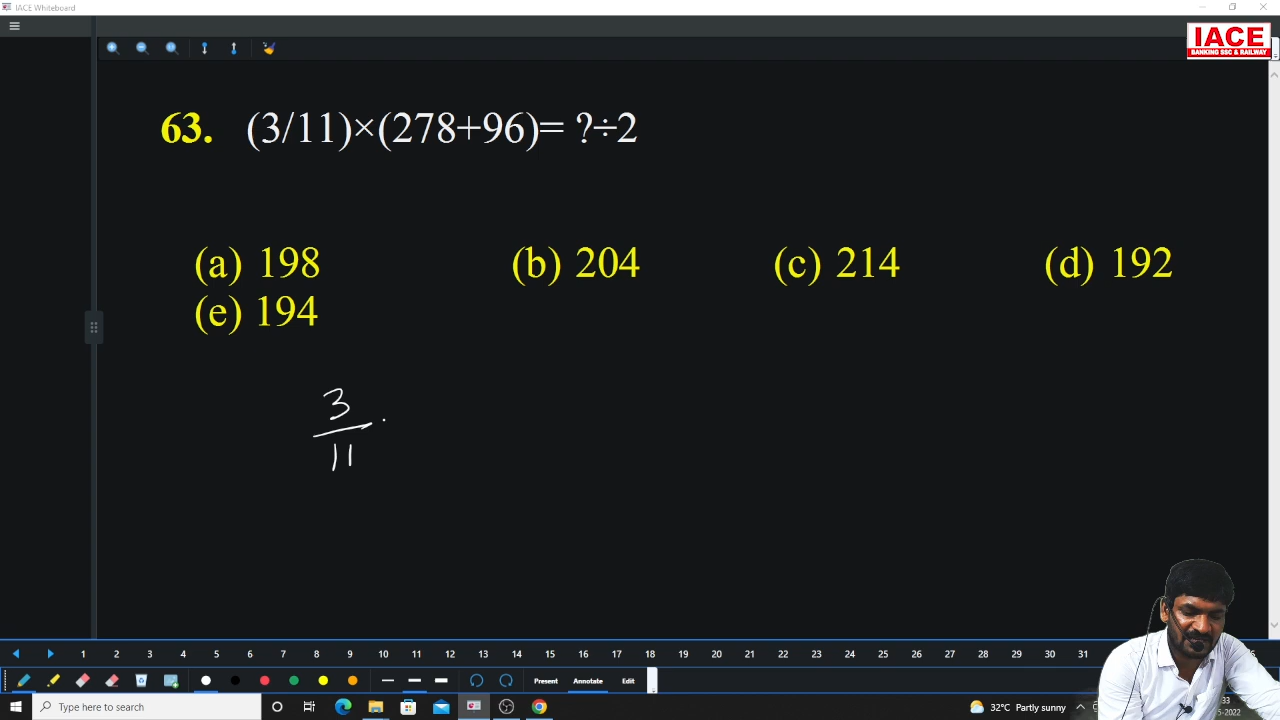 IACE Whiteboard
IACE
BANKING SSC & RAILWAY
63. (3/11)×(278+96)= ?÷2
(a) 198 (b) 204 (c) 214 (d) 192
(e) 194
3
11
1 2 3 4 5 6 7 8 9 10 11 12 13 14 15 16 17 18 19 20 21 22 23 24 25 26 27 28 29 30 31
Present Annotate Edit
Type here to search
32°C Partly sunny